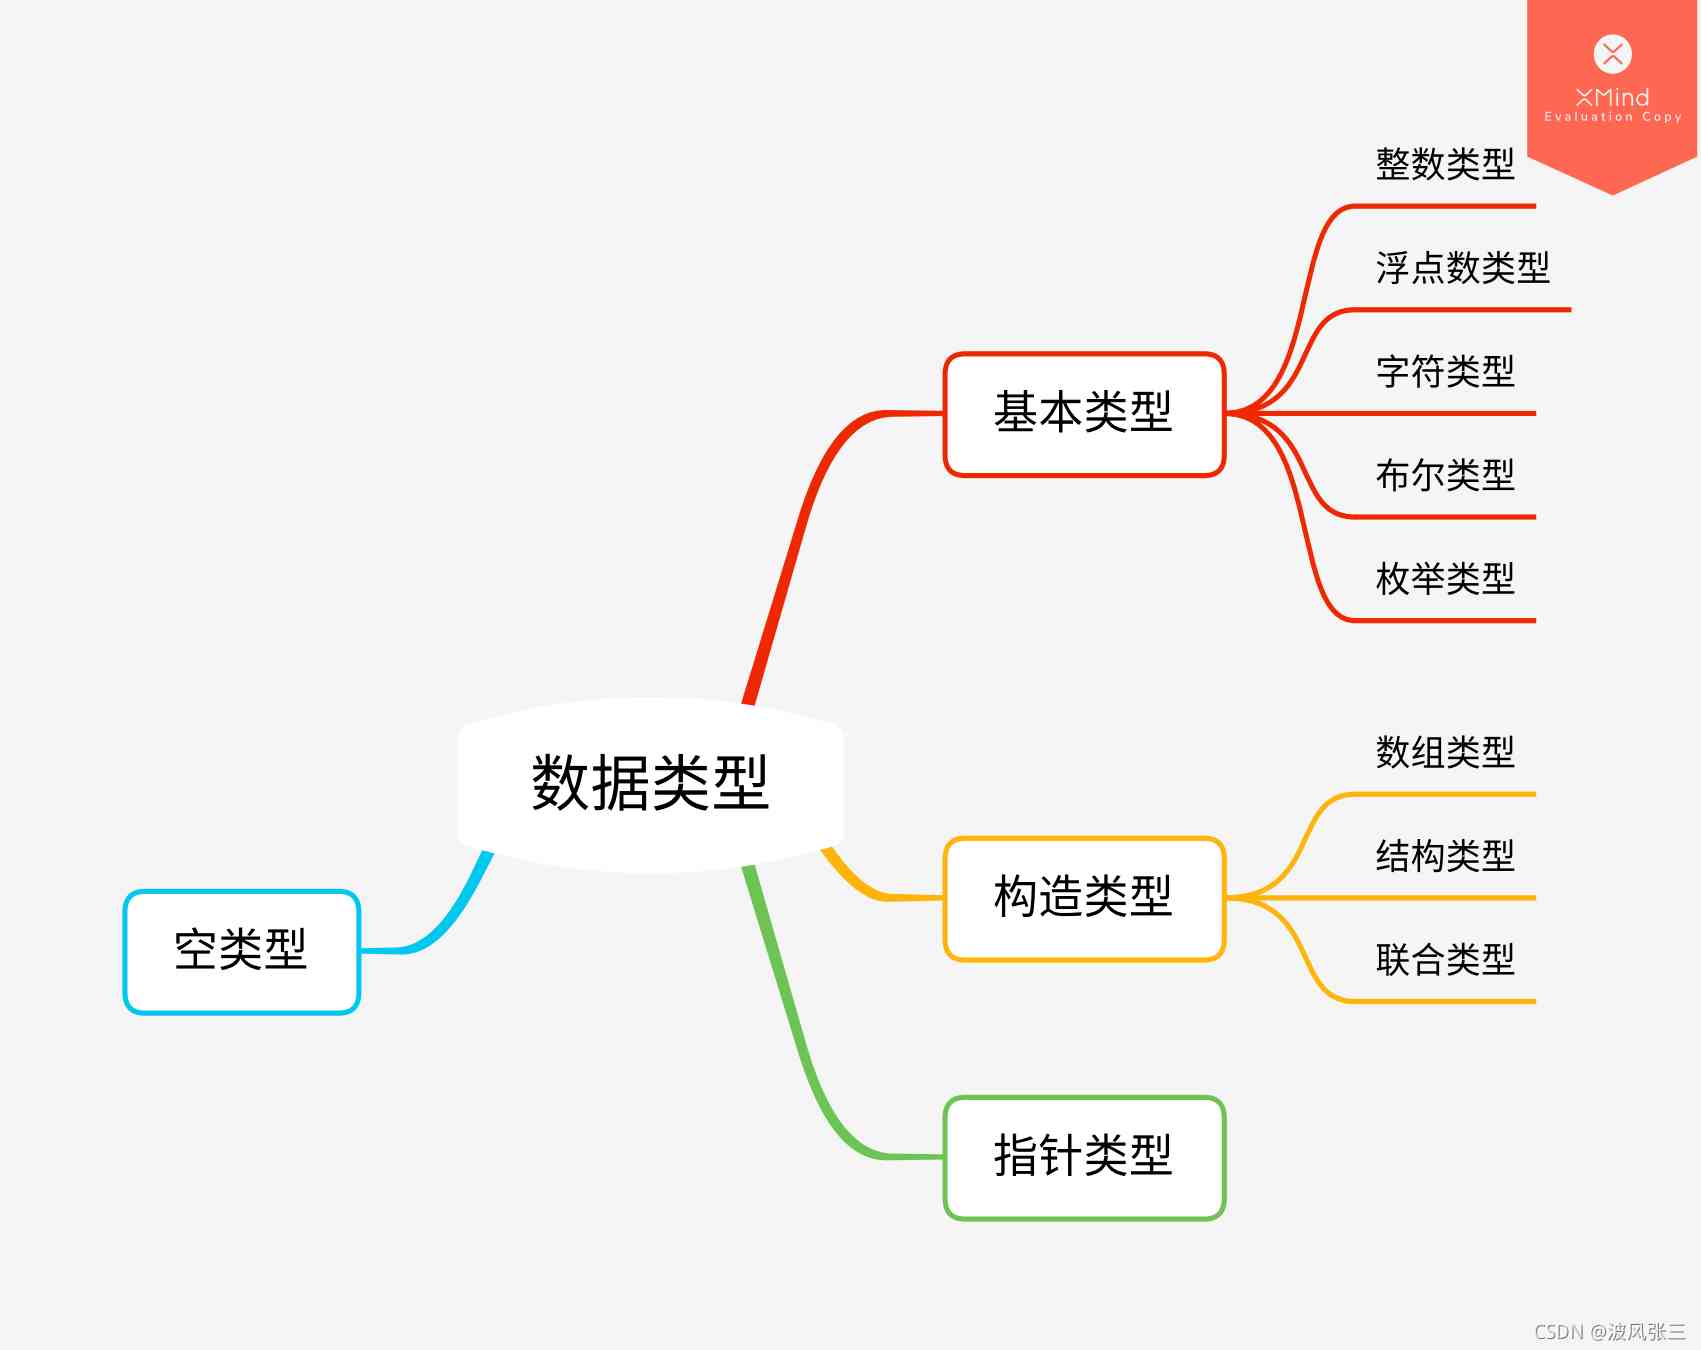 XMind
Evaluation Copy
整数类型
浮点数类型
基本类型
字符类型
布尔类型
枚举类型
数据类型
数组类型
构造类型
结构类型
联合类型
空类型
指针类型
CSDN @波风张三